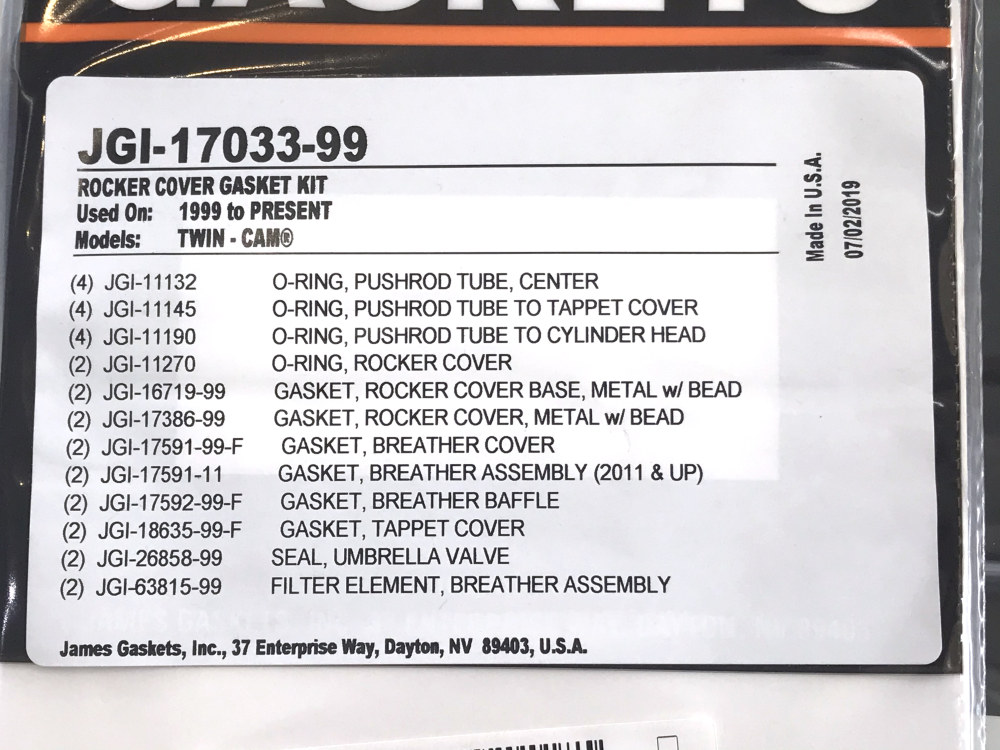 GASKETS
JGI-17033-99
ROCKER COVER GASKET KIT
Used On: 1999 to PRESENT
Models: TWIN - CAM®
Made In U.S.A.
07/02/2019
(4) JGI-11132 O-RING, PUSHROD TUBE, CENTER
(4) JGI-11145 O-RING, PUSHROD TUBE TO TAPPET COVER
(4) JGI-11190 O-RING, PUSHROD TUBE TO CYLINDER HEAD
(2) JGI-11270 O-RING, ROCKER COVER
(2) JGI-16719-99 GASKET, ROCKER COVER BASE, METAL w/ BEAD
(2) JGI-17386-99 GASKET, ROCKER COVER, METAL w/ BEAD
(2) JGI-17591-99-F GASKET, BREATHER COVER
(2) JGI-17591-11 GASKET, BREATHER ASSEMBLY (2011 & UP)
(2) JGI-17592-99-F GASKET, BREATHER BAFFLE
(2) JGI-18635-99-F GASKET, TAPPET COVER
(2) JGI-26858-99 SEAL, UMBRELLA VALVE
(2) JGI-63815-99 FILTER ELEMENT, BREATHER ASSEMBLY
James Gaskets, Inc., 37 Enterprise Way, Dayton, NV 89403, U.S.A.